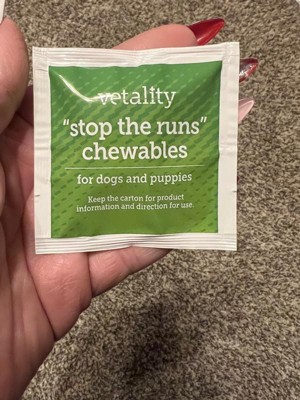 vetality
"stop the runs"
chewables
for dogs and puppies
Keep the carton for product
information and direction for use.